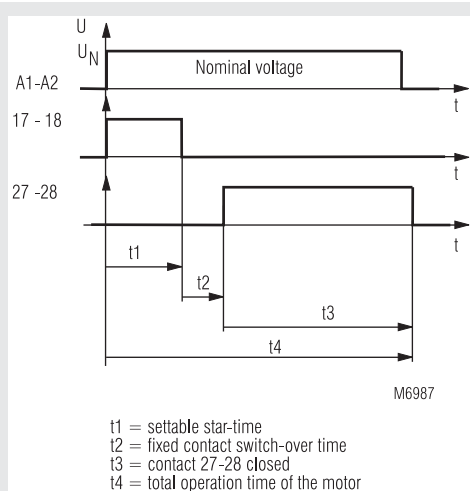 U
U_N
Nominal voltage
A1-A2
t
17 - 18
t
27 -28
t
t1
t2
t3
t4
M6987
t1 = settable star-time
t2 = fixed contact switch-over time
t3 = contact 27-28 closed
t4 = total operation time of the motor